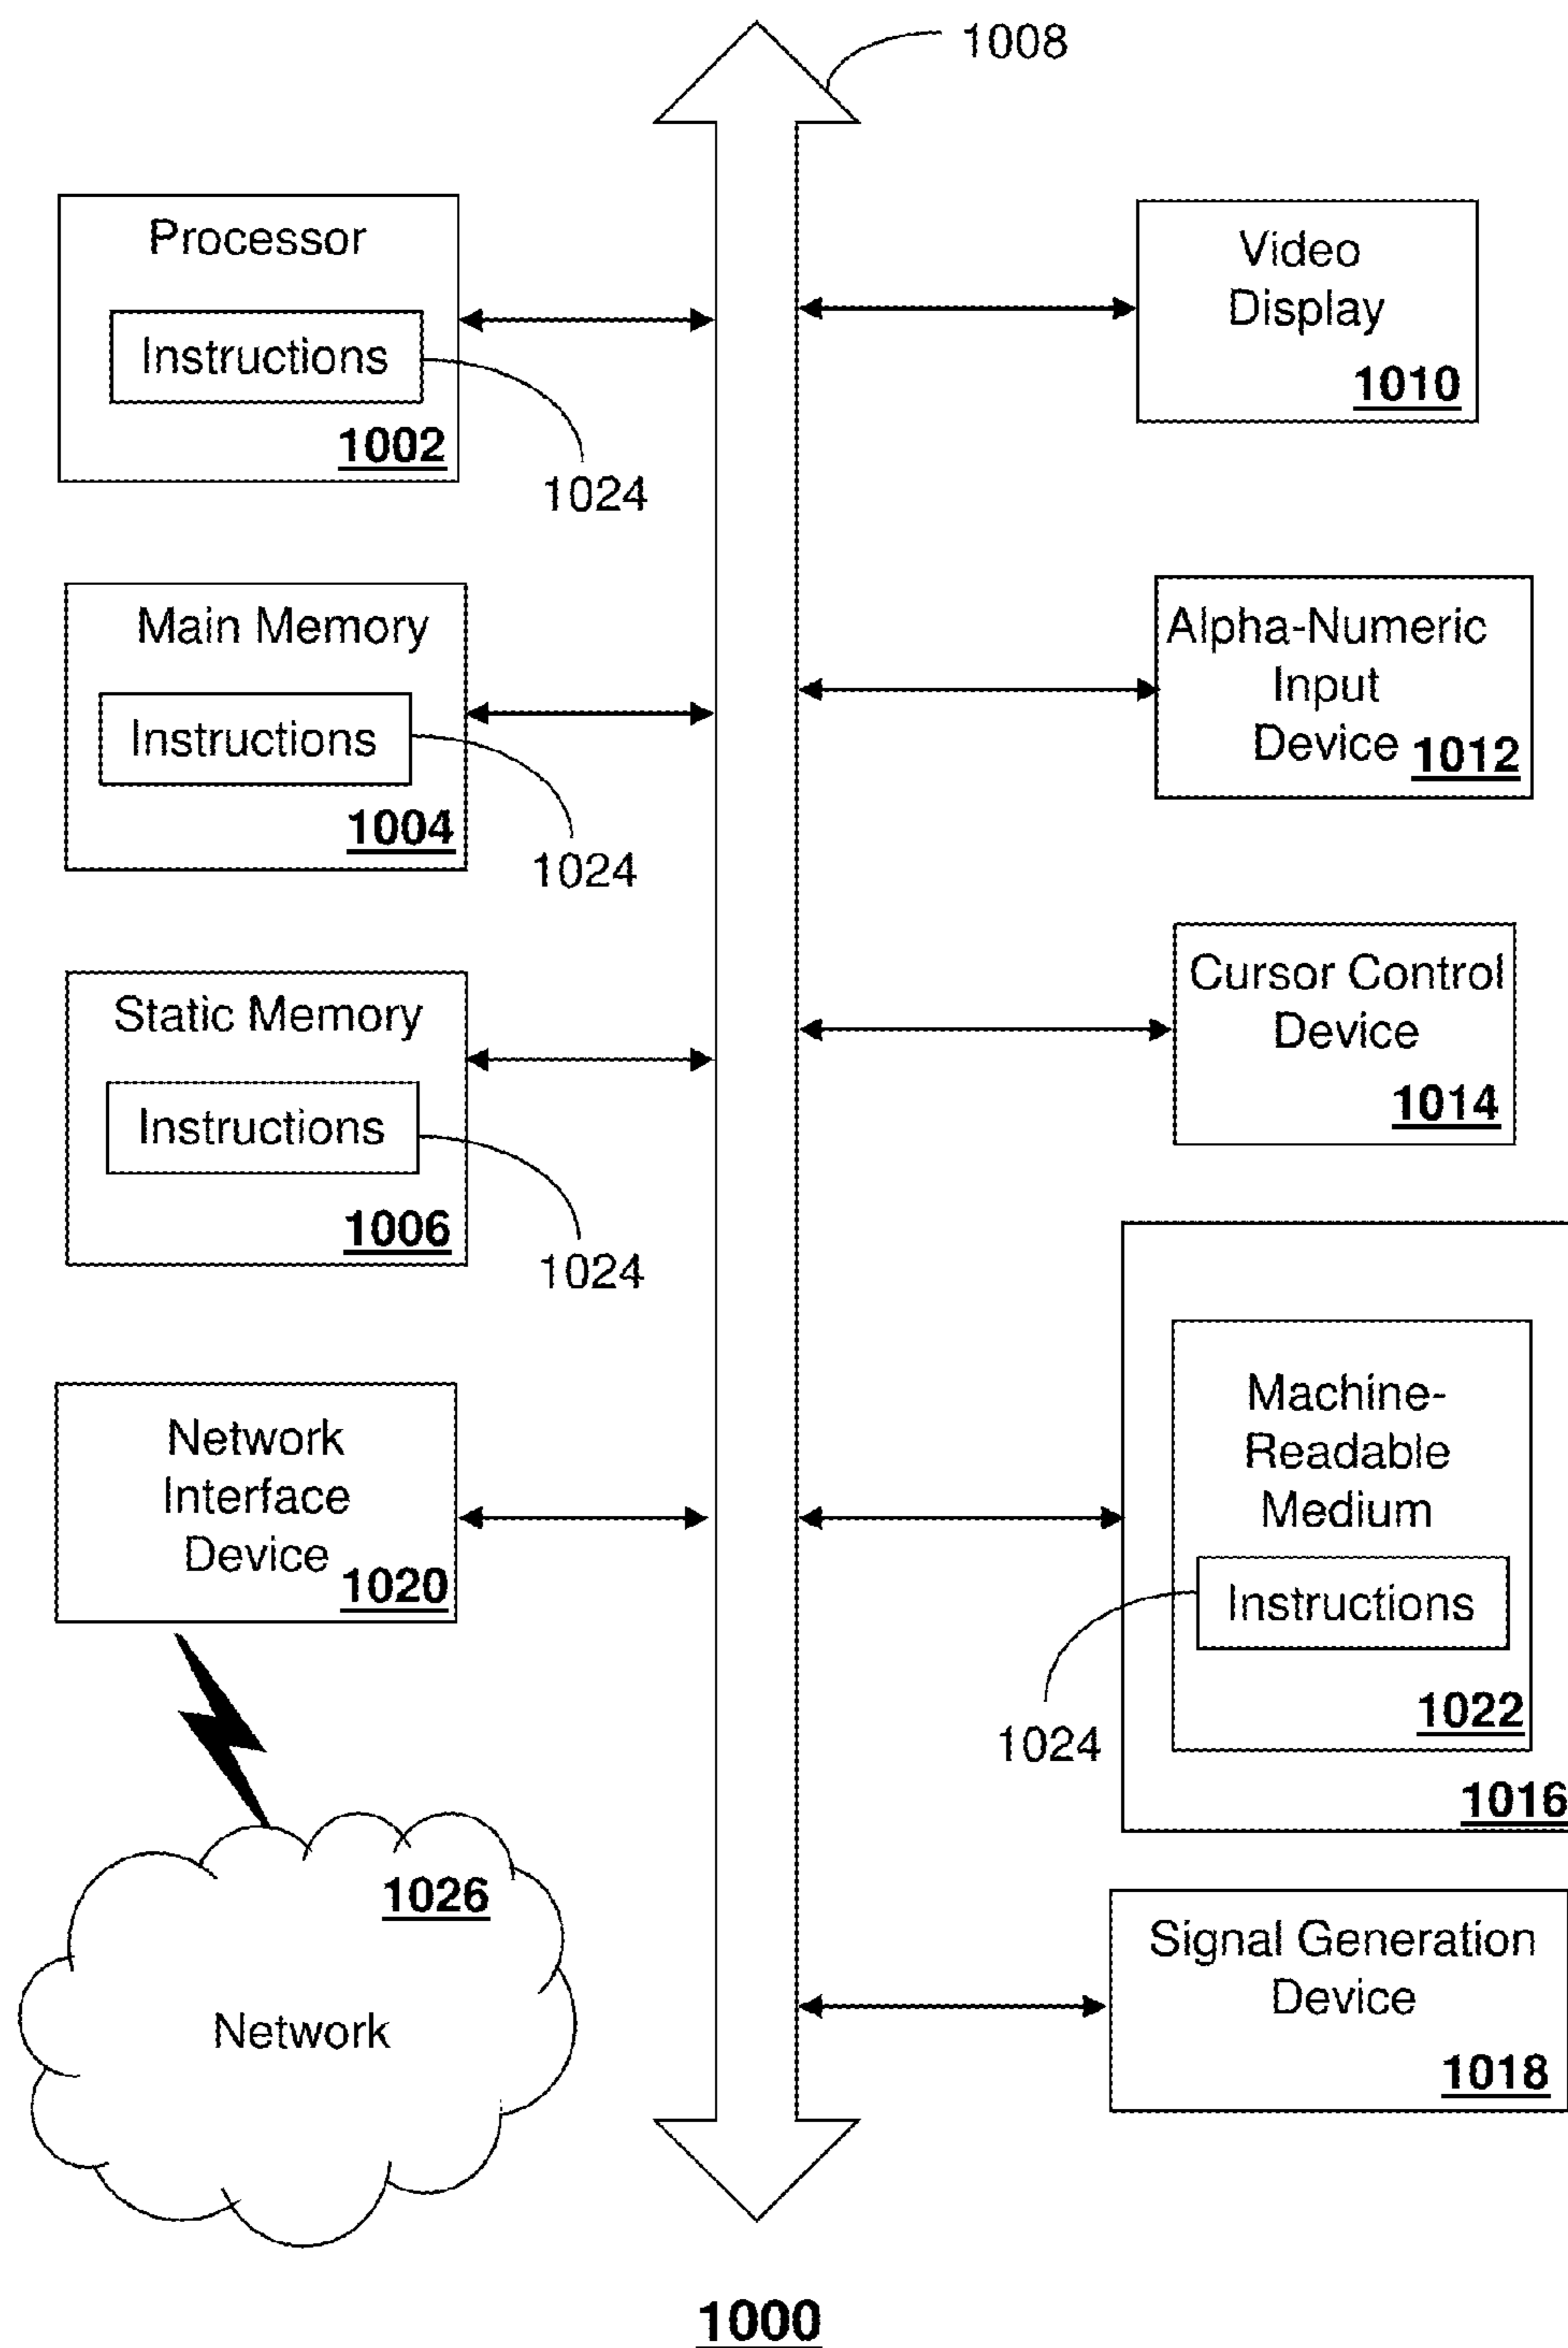 1008
Processor
Instructions
1002
1024
Main Memory
Instructions
1004
1024
Static Memory
Instructions
1006
1024
Network
Interface
Device
1020
1026
Network
Video
Display
1010
Alpha-Numeric
Input
Device 1012
Cursor Control
Device
1014
Machine-
Readable
Medium
Instructions
1022
1024
1016
Signal Generation
Device
1018
1000